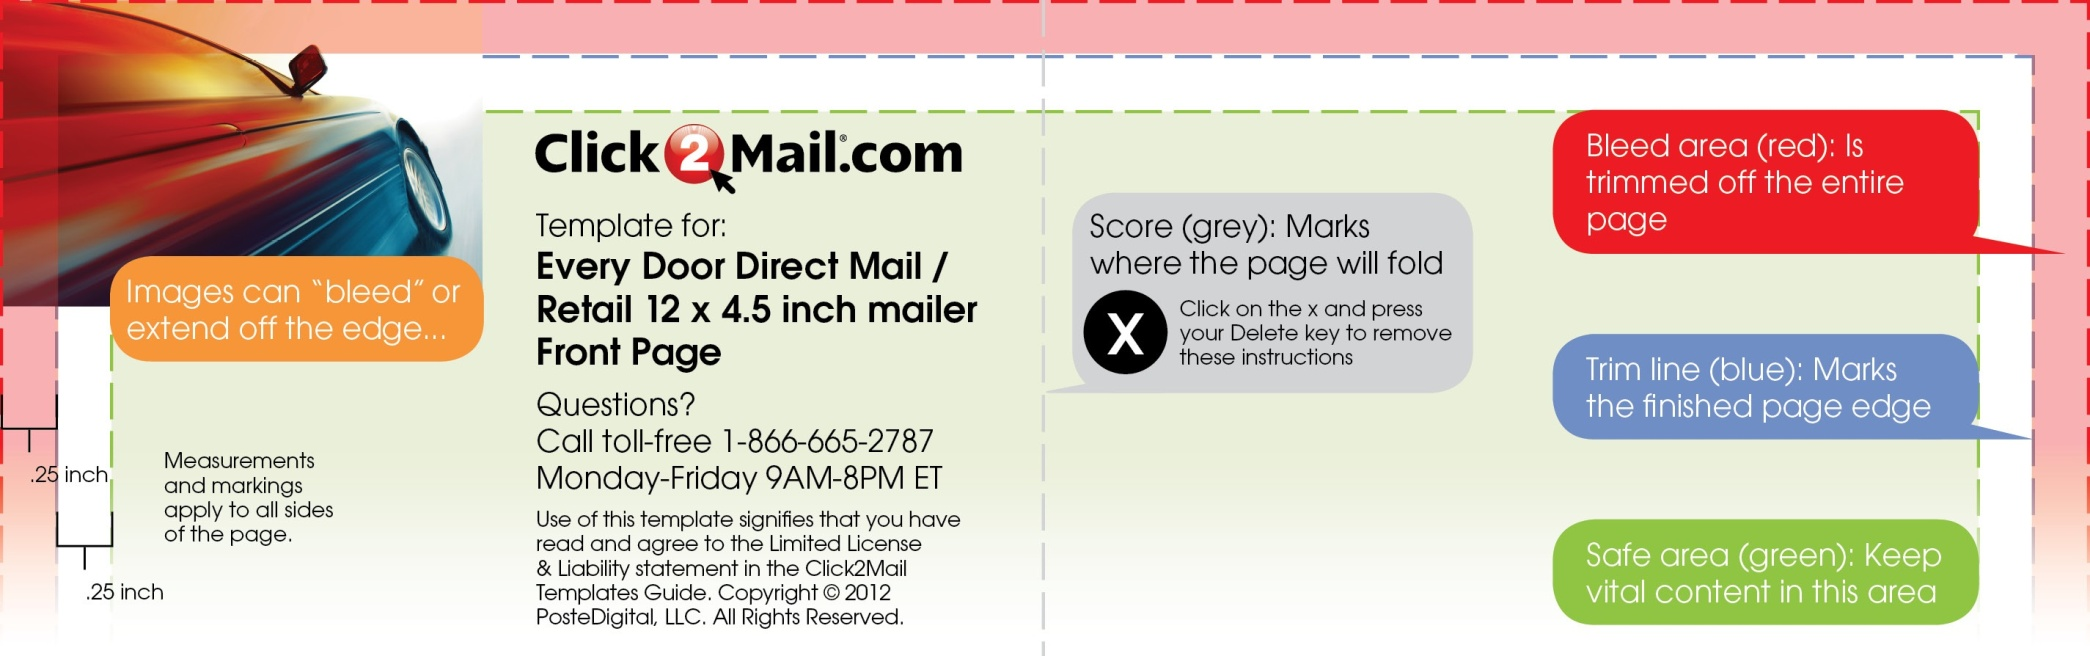 Images can “bleed” or
extend off the edge...
.25 inch
Measurements
and markings
apply to all sides
of the page.
.25 inch
Click2Mail.com®
Template for:
Every Door Direct Mail /
Retail 12 x 4.5 inch mailer
Front Page
Questions?
Call toll-free 1-866-665-2787
Monday-Friday 9AM-8PM ET
Use of this template signifies that you have
read and agree to the Limited License
& Liability statement in the Click2Mail
Templates Guide. Copyright © 2012
PosteDigital, LLC. All Rights Reserved.
Score (grey): Marks
where the page will fold
X
Click on the x and press
your Delete key to remove
these instructions
Bleed area (red): Is
trimmed off the entire
page
Trim line (blue): Marks
the finished page edge
Safe area (green): Keep
vital content in this area